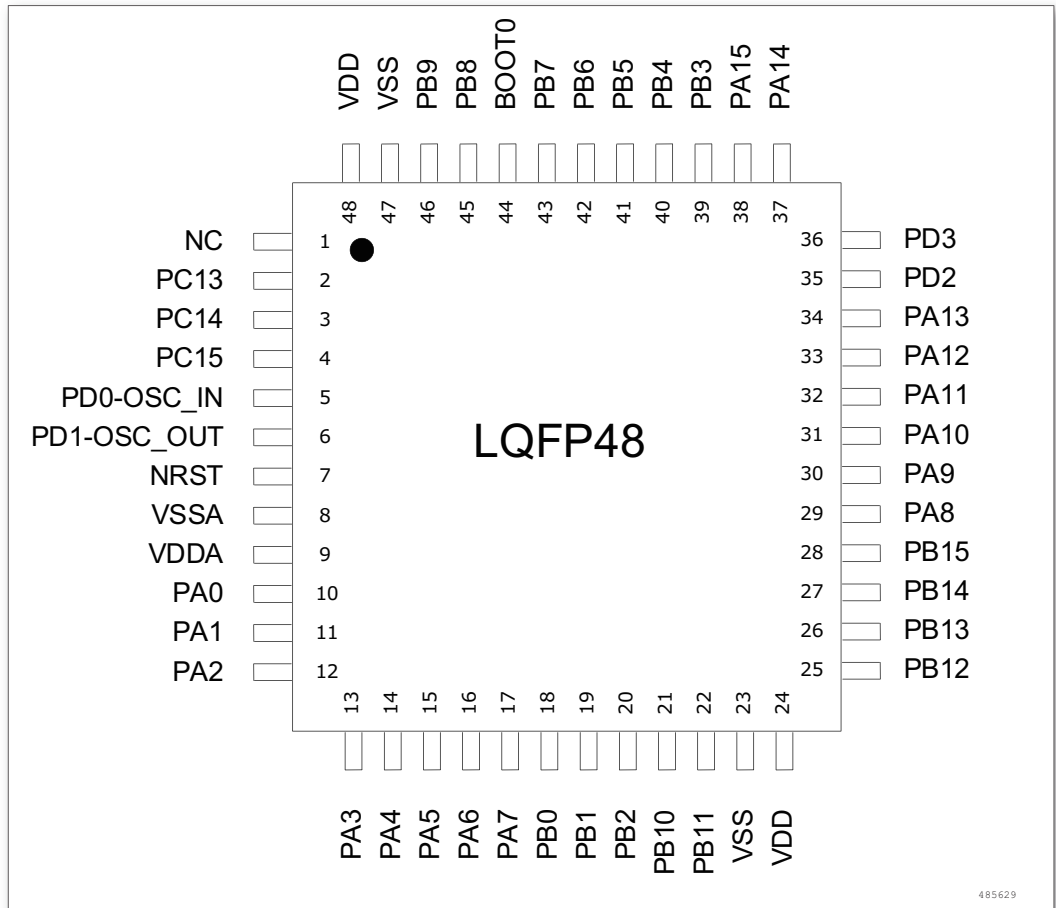 VDD
VSS
PB9
PB8
BOOT0
PB7
PB6
PB5
PB4
PB3
PA15
PA14
48
47
46
45
44
43
42
41
40
39
38
37
NC 1
PC13 2
PC14 3
PC15 4
PD0-OSC_IN 5
PD1-OSC_OUT 6
NRST 7
VSSA 8
VDDA 9
PA0 10
PA1 11
PA2 12
LQFP48
36 PD3
35 PD2
34 PA13
33 PA12
32 PA11
31 PA10
30 PA9
29 PA8
28 PB15
27 PB14
26 PB13
25 PB12
13
14
15
16
17
18
19
20
21
22
23
24
PA3
PA4
PA5
PA6
PA7
PB0
PB1
PB2
PB10
PB11
VSS
VDD
485629